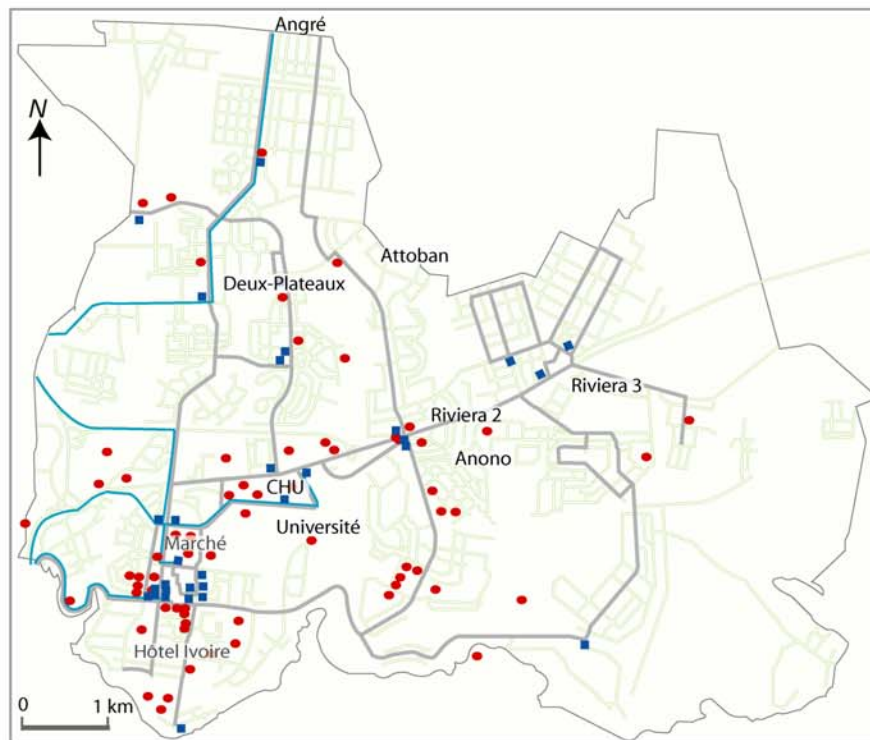 Angré
N
Attoban
Deux-Plateaux
Riviera 3
Riviera 2
Anono
CHU
Université
Marché
Hôtel Ivoire
0 1 km